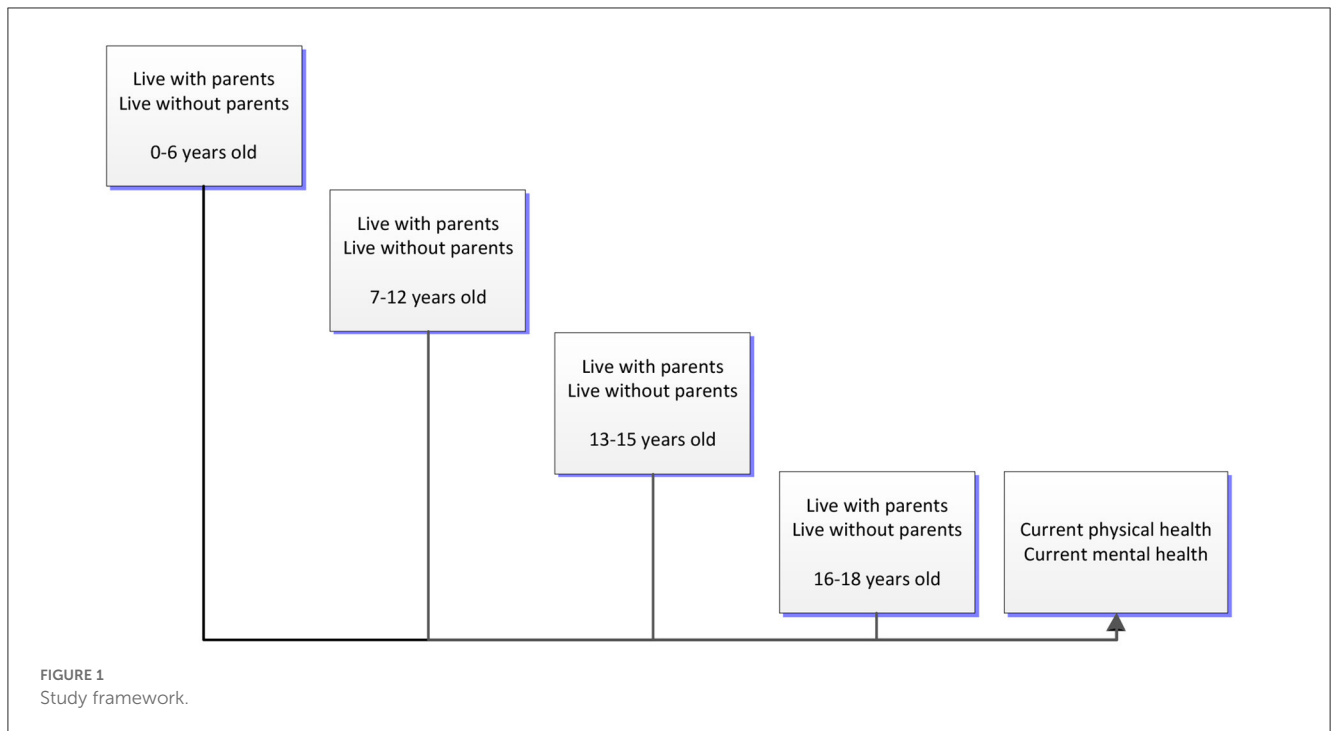 Live with parents
Live without parents
0-6 years old
Live with parents
Live without parents
7-12 years old
Live with parents
Live without parents
13-15 years old
Live with parents
Live without parents
16-18 years old
Current physical health
Current mental health
FIGURE 1
Study framework.